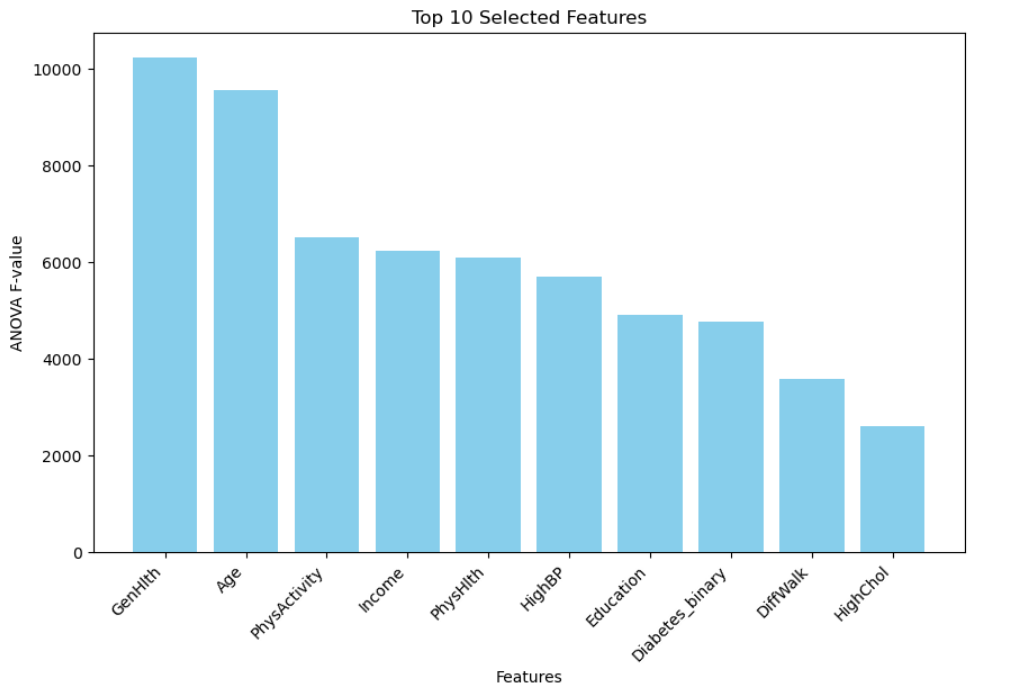 Top 10 Selected Features
ANOVA F-value
10000
8000
6000
4000
2000
0
GenHlth
Age
PhysActivity
Income
PhysHlth
HighBP
Education
Diabetes_binary
DiffWalk
HighChol
Features